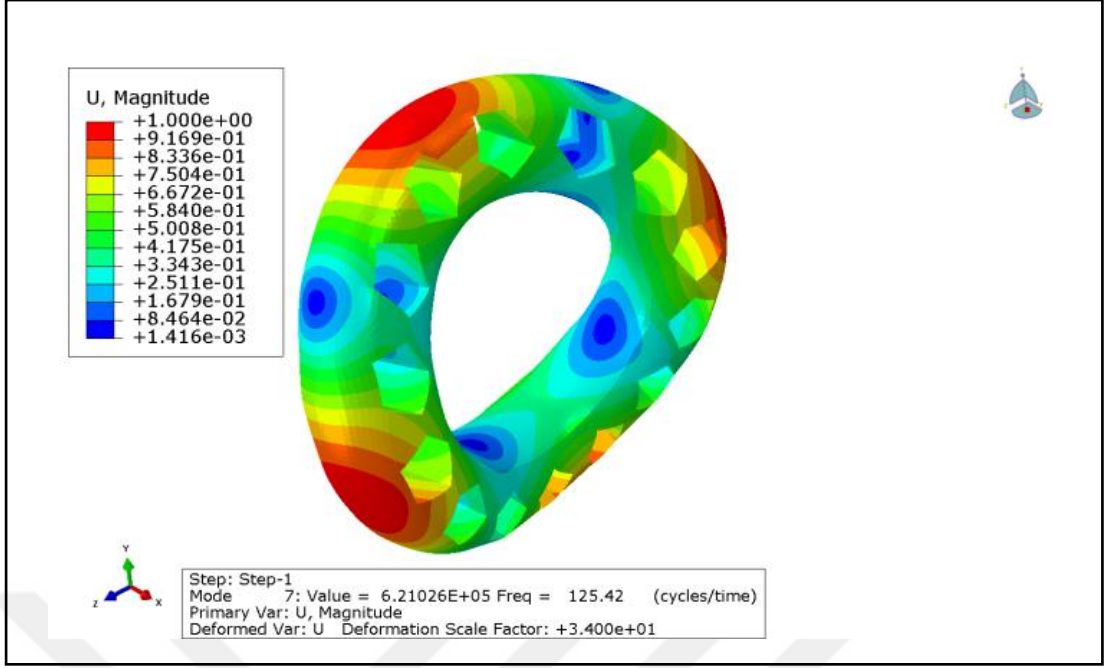 U, Magnitude
+1.000e+00
+9.169e-01
+8.336e-01
+7.504e-01
+6.672e-01
+5.840e-01
+5.008e-01
+4.175e-01
+3.343e-01
+2.511e-01
+1.679e-01
+8.464e-02
+1.416e-03
Y
Z X
Step: Step-1
Mode 7: Value = 6.21026E+05 Freq = 125.42 (cycles/time)
Primary Var: U, Magnitude
Deformed Var: U Deformation Scale Factor: +3.400e+01